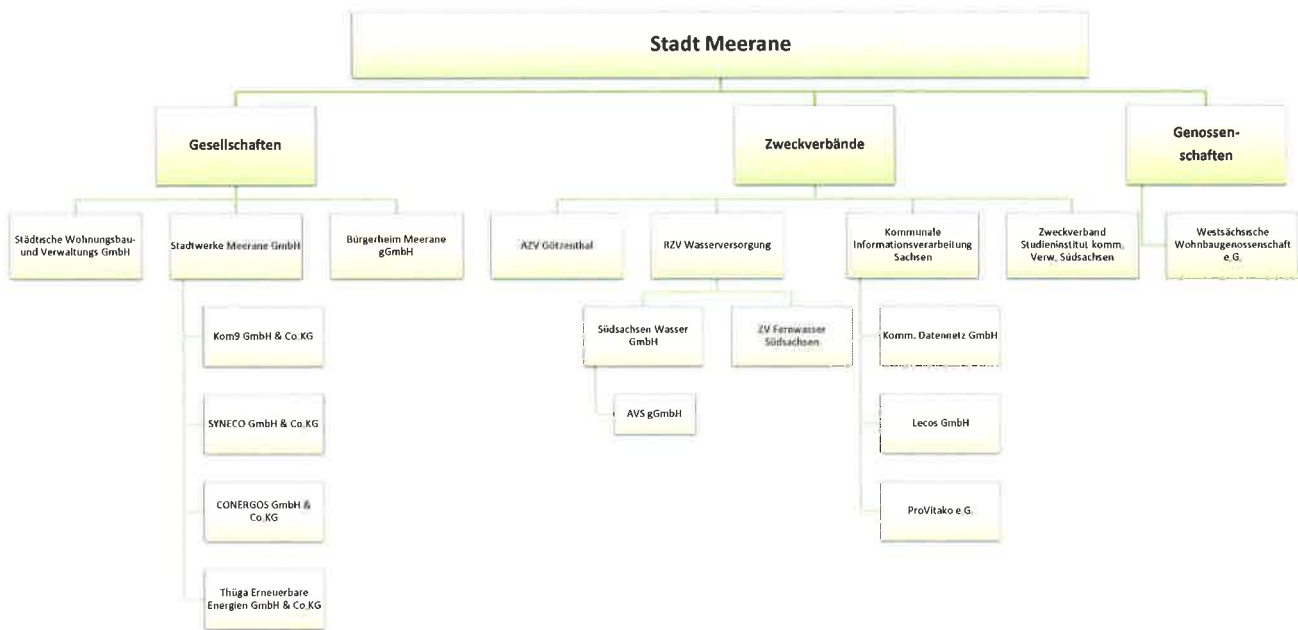 Stadt Meerane
Gesellschaften
Zweckverbände
Genossen-
schaften
Städtische Wohnungsbau-
und Verwaltungs GmbH
Stadtwerke Meerane GmbH
Bürgerheim Meerane
gGmbH
AZV Götzenthal
RZV Wasserversorgung
Kommunale
Informationsverarbeitung
Sachsen
Zweckverband
Studieninstitut komm.
Verw. Südsachsen
Westsächsische
Wohnbaugenossenschaft
e.G.
Kom9 GmbH & Co.KG
Südsachsen Wasser
GmbH
ZV Fernwasser
Südsachsen
Komm. Datennetz GmbH
SYNECO GmbH & Co.KG
AVS gGmbH
Lecos GmbH
CONERGOS GmbH &
Co.KG
ProVitako e.G.
Thüga Erneuerbare
Energien GmbH & Co.KG